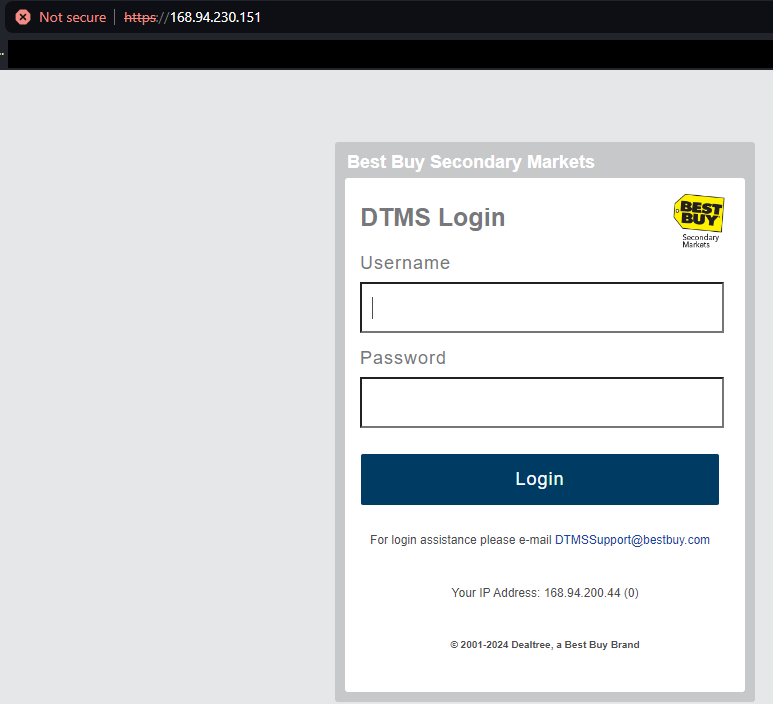 Not secure https://168.94.230.151
Best Buy Secondary Markets
DTMS Login
BEST
BUY
Secondary
Markets
Username
Password
Login
For login assistance please e-mail DTMSSupport@bestbuy.com
Your IP Address: 168.94.200.44 (0)
© 2001-2024 Dealtree, a Best Buy Brand